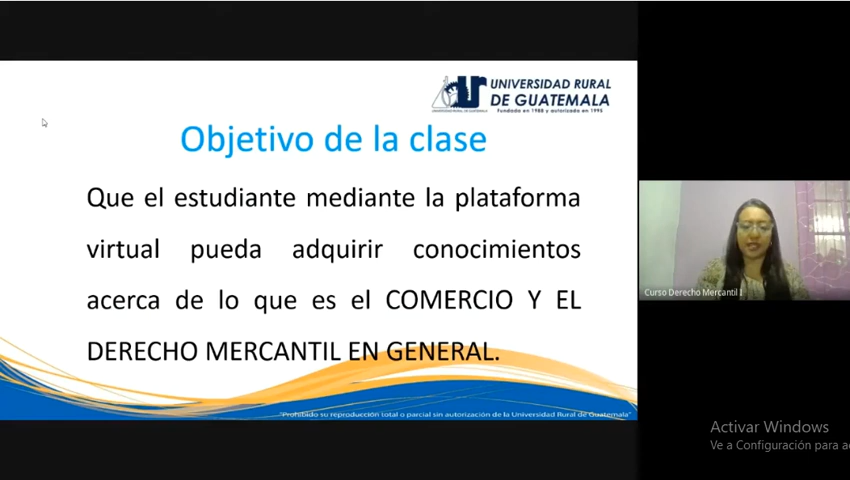 UNIVERSIDAD RURAL
DE GUATEMALA
Fundada en 1988 y autorizada en 1995
Objetivo de la clase
Que el estudiante mediante la plataforma
virtual pueda adquirir conocimientos
acerca de lo que es el COMERCIO Y EL
DERECHO MERCANTIL EN GENERAL.
"Prohibido su reproducción total o parcial sin autorización de la Universidad Rural de Guatemala"
Curso Derecho Mercantil I
Activar Windows
Ve a Configuración para a